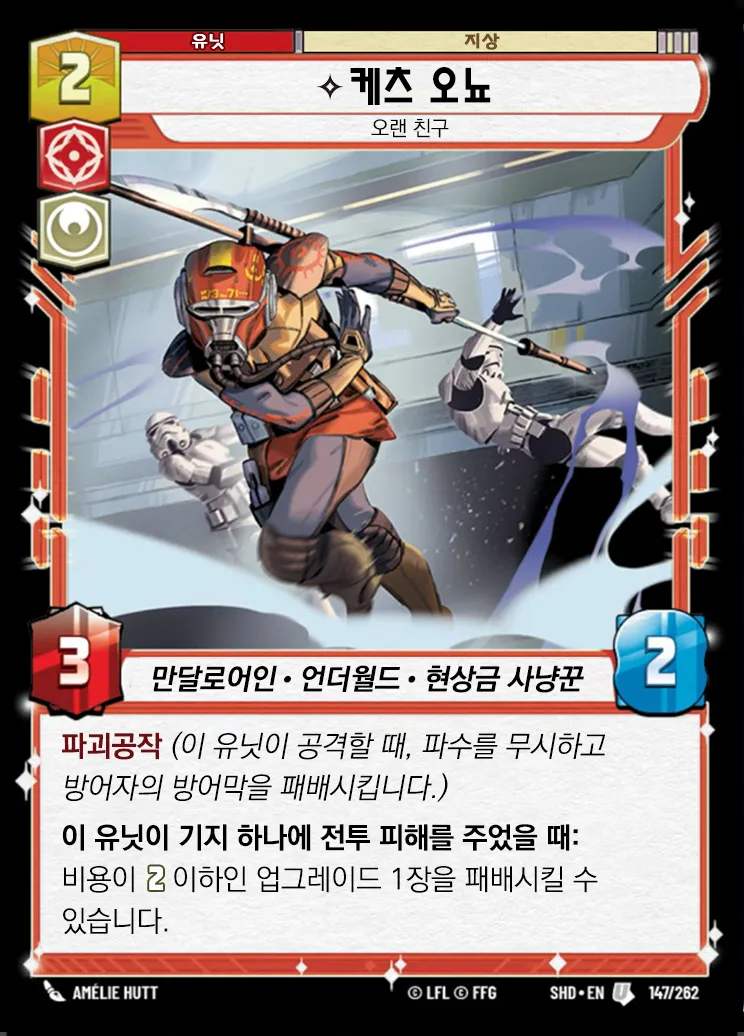 유닛
지상
2
케츠 오뇨
오랜 친구
3
2
만달로어인 • 언더월드 • 현상금 사냥꾼
파괴공작 (이 유닛이 공격할 때, 파수를 무시하고
방어자의 방어막을 패배시킵니다.)
이 유닛이 기지 하나에 전투 피해를 주었을 때:
비용이 2 이하인 업그레이드 1장을 패배시킬 수
있습니다.
AMÉLIE HUTT
© LFL © FFG
SHD • EN
U
147/262